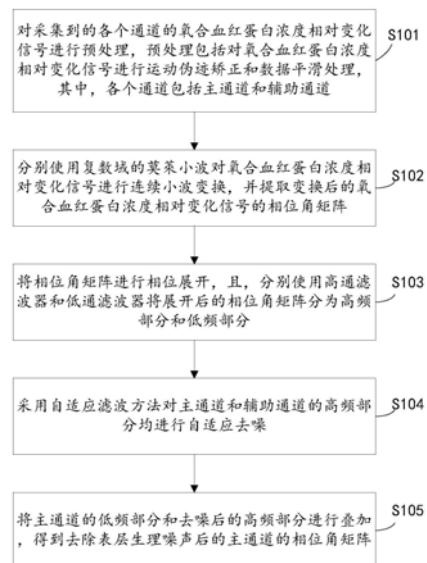 对采集到的各个通道的氧合血红蛋白浓度相对变化
信号进行预处理，预处理包括对氧合血红蛋白浓度
相对变化信号进行运动伪迹矫正和数据平滑处理，
其中，各个通道包括主通道和辅助通道
S101
分别使用复数域的莫莱小波对氧合血红蛋白浓度相
对变化信号进行连续小波变换，并提取变换后的氧
合血红蛋白浓度相对变化信号的相位角矩阵
S102
将相位角矩阵进行相位展开，且，分别使用高通滤
波器和低通滤波器将展开后的相位角矩阵分为高频
部分和低频部分
S103
采用自适应滤波方法对主通道和辅助通道的高频部
分均进行自适应去噪
S104
将主通道的低频部分和去噪后的高频部分进行叠加
，得到去除表层生理噪声后的主通道的相位角矩阵
S105